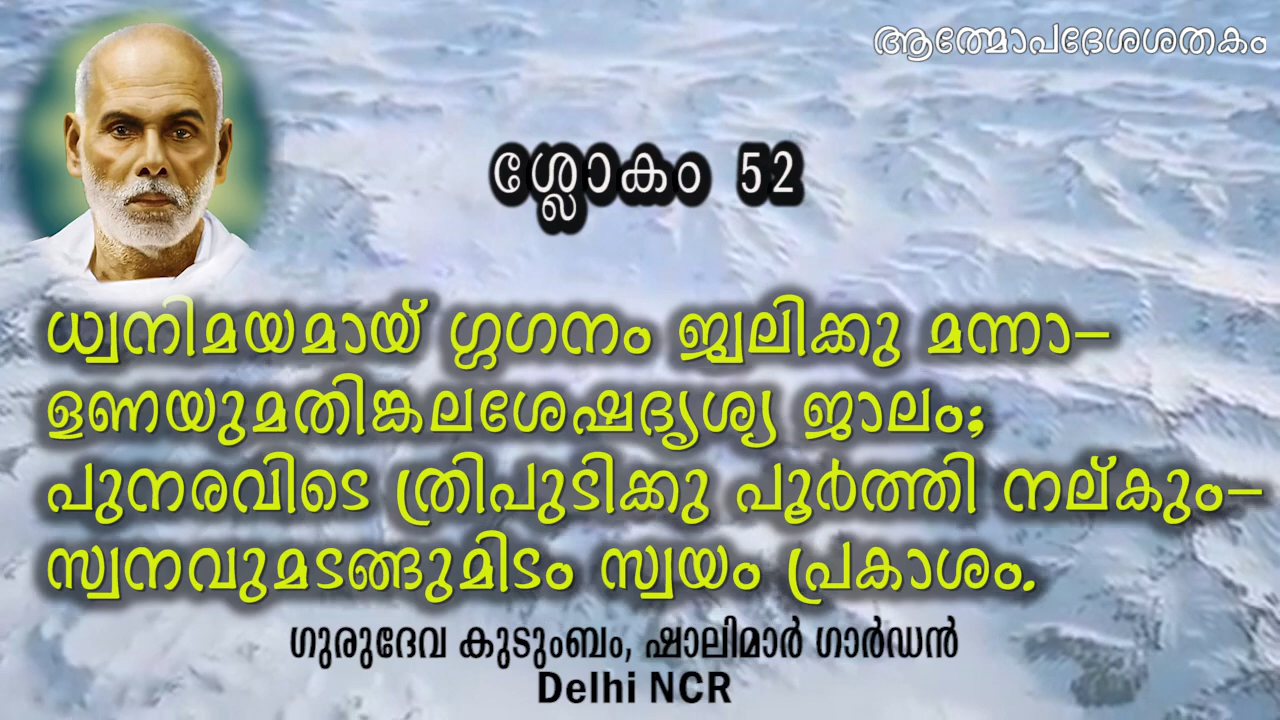 ആത്മോപദേശശതകം
ശ്ലോകം 52
ധ്വനിമയമായ് ഗ്ഗഗനം ജ്വലിക്കു മന്നാ-
ളണയുമതിങ്കലശേഷദൃശ്യ ജാലം;
പുനരവിടെ ത്രിപുടിക്കു പൂർത്തി നല്കും-
സ്വനവുമടങ്ങുമിടം സ്വയം പ്രകാശം.
ഗുരുദേവ കുടുംബം, ഷാലിമാർ ഗാർഡൻ
Delhi NCR